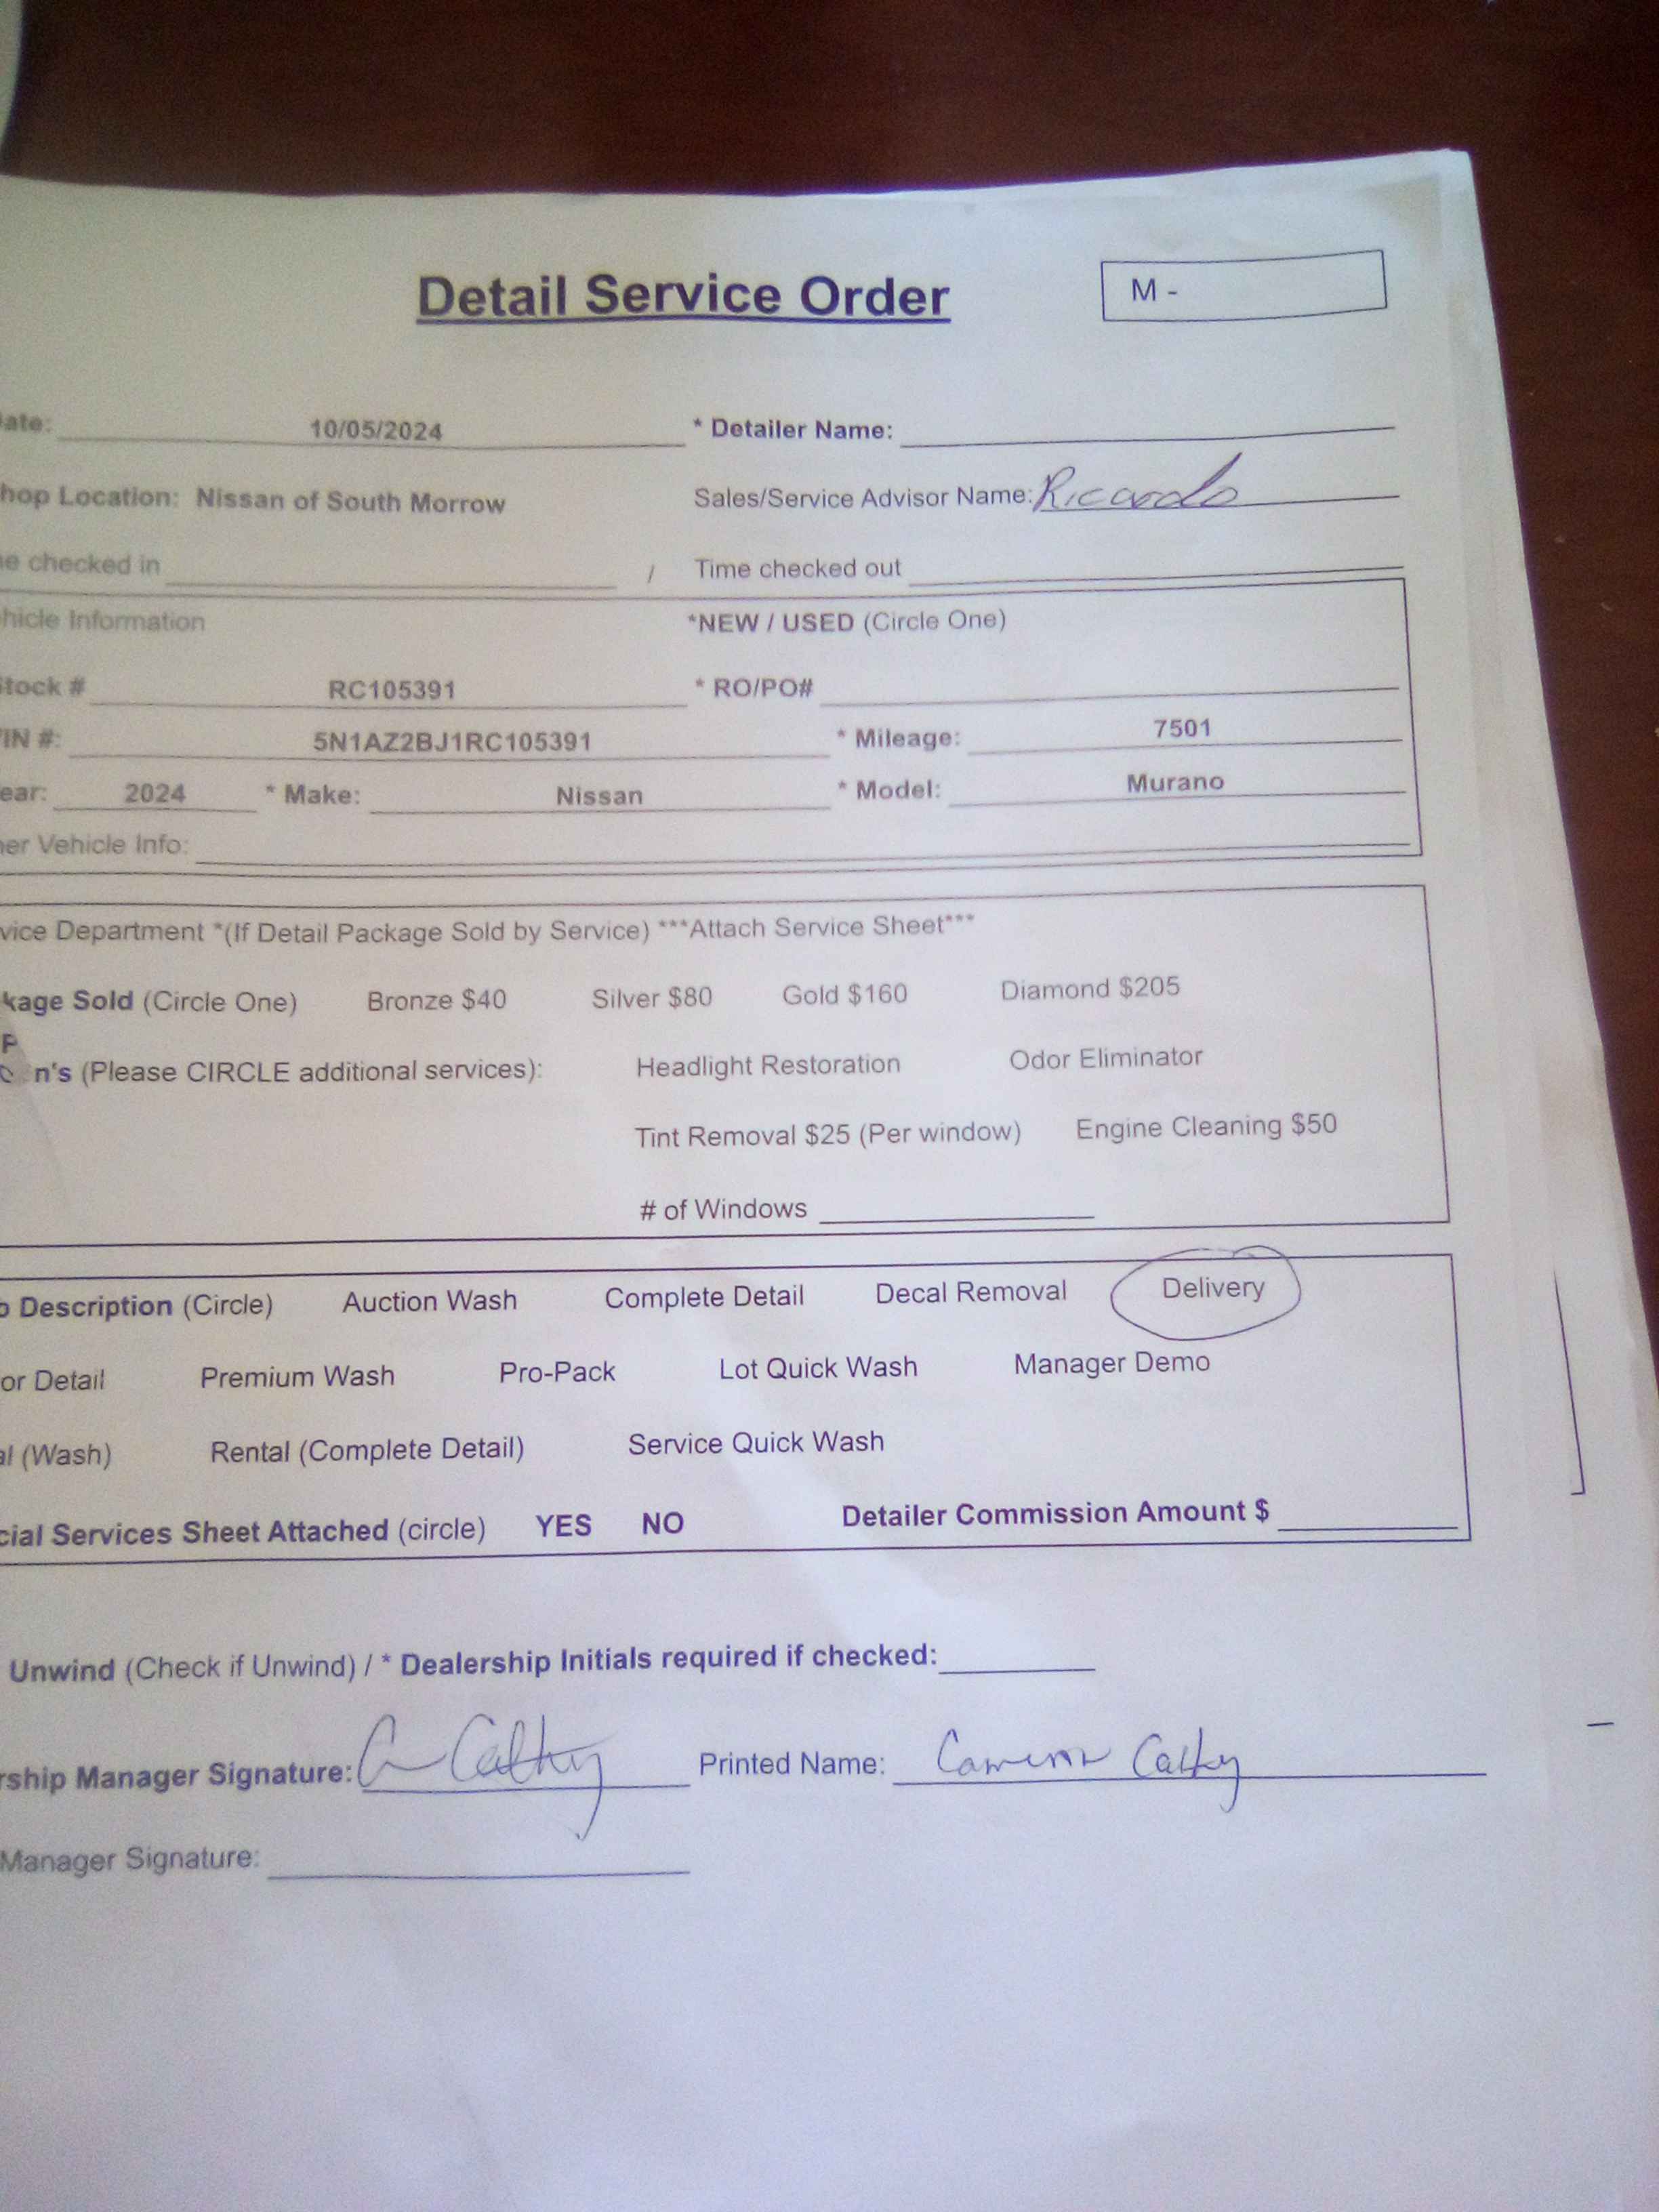 Detail Service Order
M -
ate: 10/05/2024 * Detailer Name:
hop Location: Nissan of South Morrow Sales/Service Advisor Name: Ricardo
e checked in / Time checked out
hicle Information *NEW / USED (Circle One)
Stock # RC105391 * RO/PO#
IN #: 5N1AZ2BJ1RC105391 * Mileage: 7501
ear: 2024 * Make: Nissan * Model: Murano
er Vehicle Info:
vice Department *(If Detail Package Sold by Service) ***Attach Service Sheet***
kage Sold (Circle One) Bronze $40 Silver $80 Gold $160 Diamond $205
P
n's (Please CIRCLE additional services): Headlight Restoration Odor Eliminator
Tint Removal $25 (Per window) Engine Cleaning $50
# of Windows
b Description (Circle) Auction Wash Complete Detail Decal Removal Delivery
or Detail Premium Wash Pro-Pack Lot Quick Wash Manager Demo
al (Wash) Rental (Complete Detail) Service Quick Wash
cial Services Sheet Attached (circle) YES NO Detailer Commission Amount $
Unwind (Check if Unwind) / * Dealership Initials required if checked:
rship Manager Signature: C Cathy Printed Name: Cameron Cathy
Manager Signature: